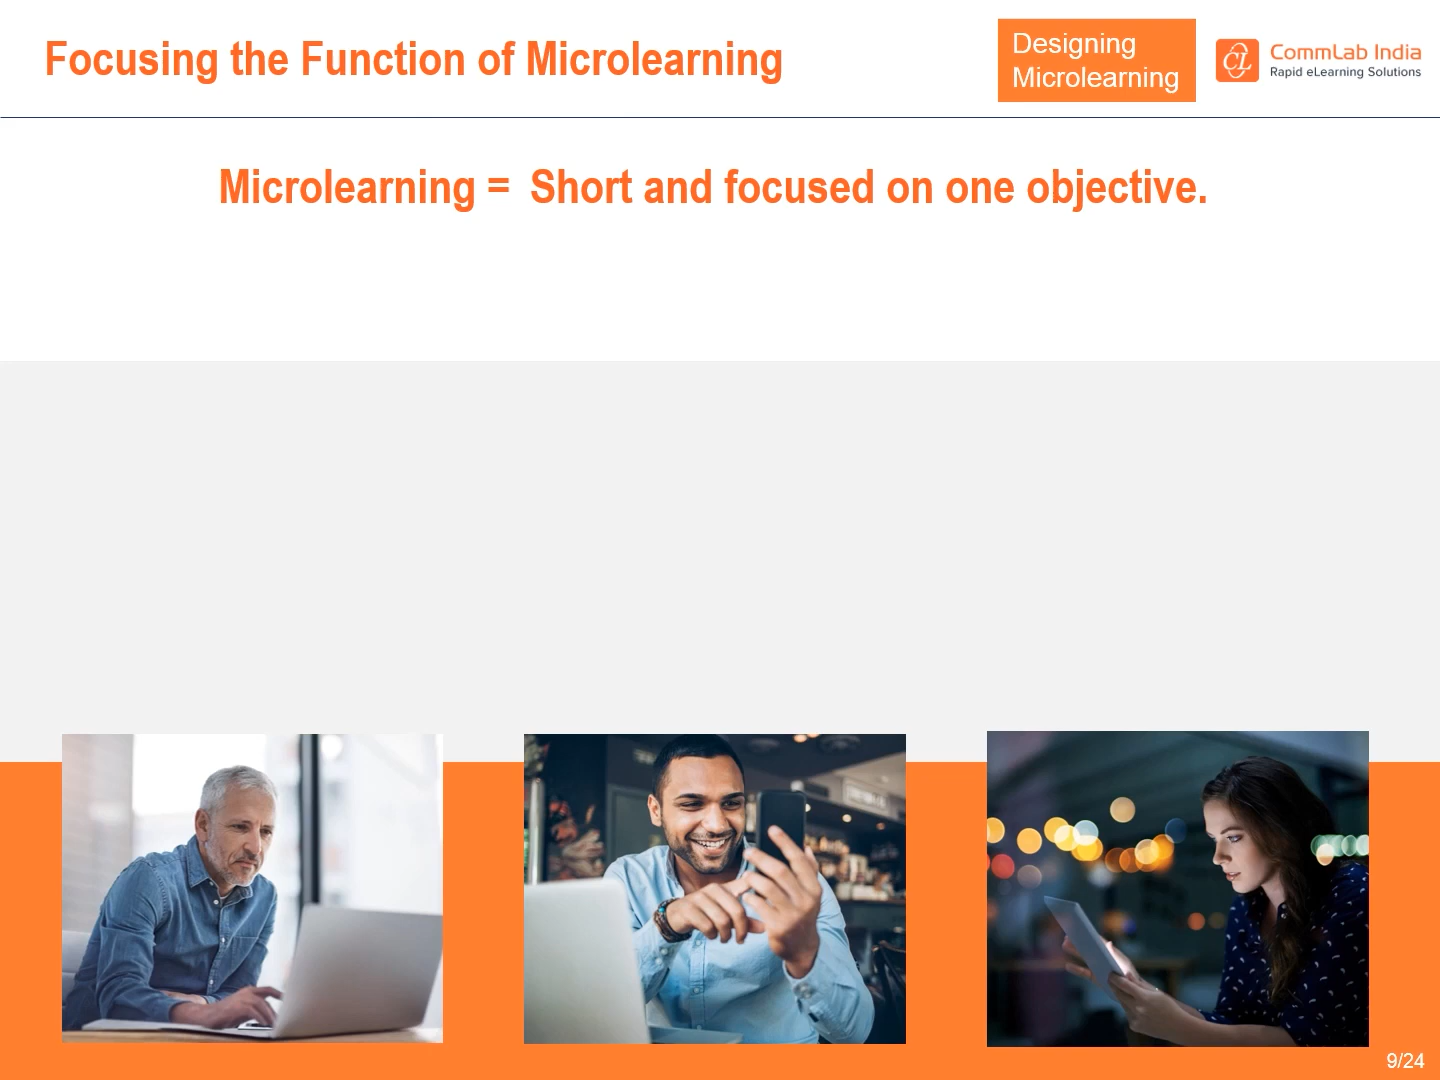 Focusing the Function of Microlearning
Designing
Microlearning
CL
CommLab India
Rapid eLearning Solutions
Microlearning = Short and focused on one objective.
9/24